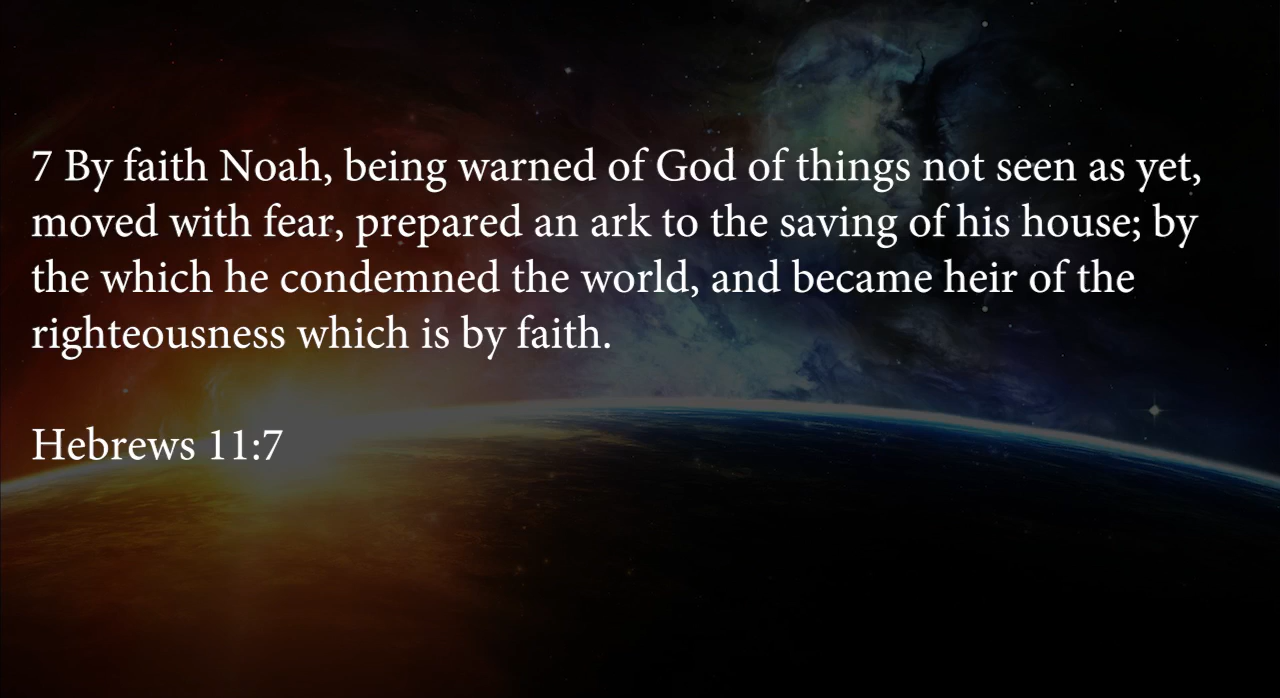 7 By faith Noah, being warned of God of things not seen as yet,
moved with fear, prepared an ark to the saving of his house; by
the which he condemned the world, and became heir of the
righteousness which is by faith.
Hebrews 11:7